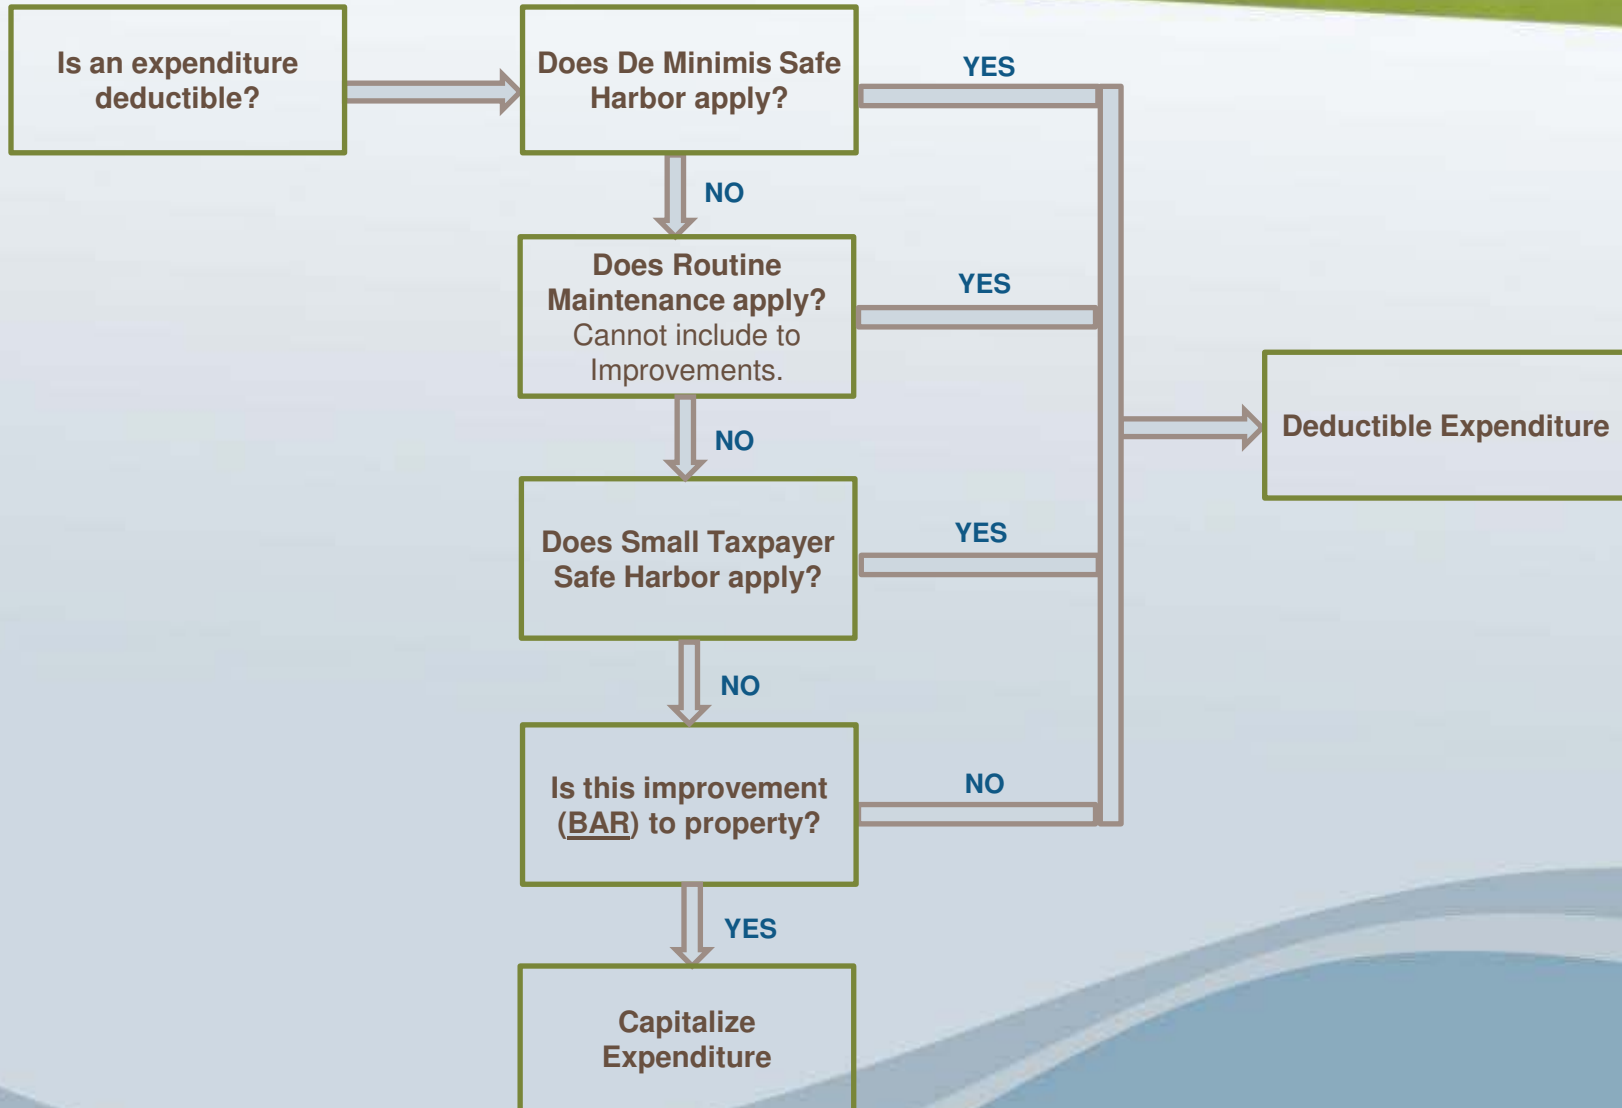 Is an expenditure
deductible?
Does De Minimis Safe
Harbor apply?
YES
NO
Does Routine
Maintenance apply?
Cannot include to
Improvements.
YES
NO
Deductible Expenditure
Does Small Taxpayer
Safe Harbor apply?
YES
NO
Is this improvement
(BAR) to property?
NO
YES
Capitalize
Expenditure